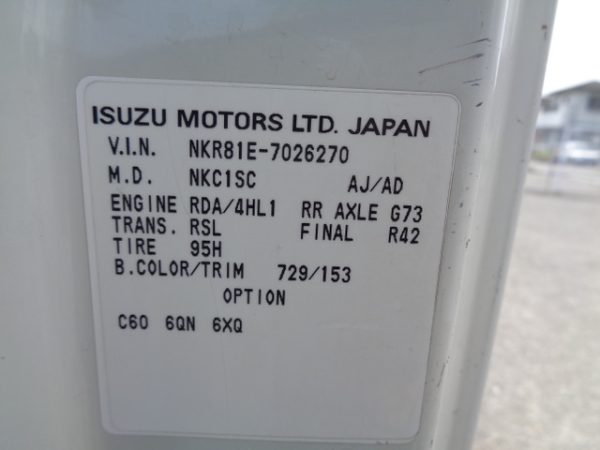 ISUZU MOTORS LTD. JAPAN
V.I.N. NKR81E-7026270
M.D. NKC1SC AJ/AD
ENGINE RDA/4HL1 RR AXLE G73
TRANS. RSL FINAL R42
TIRE 95H
B.COLOR/TRIM 729/153
OPTION
C60 6QN 6XQ